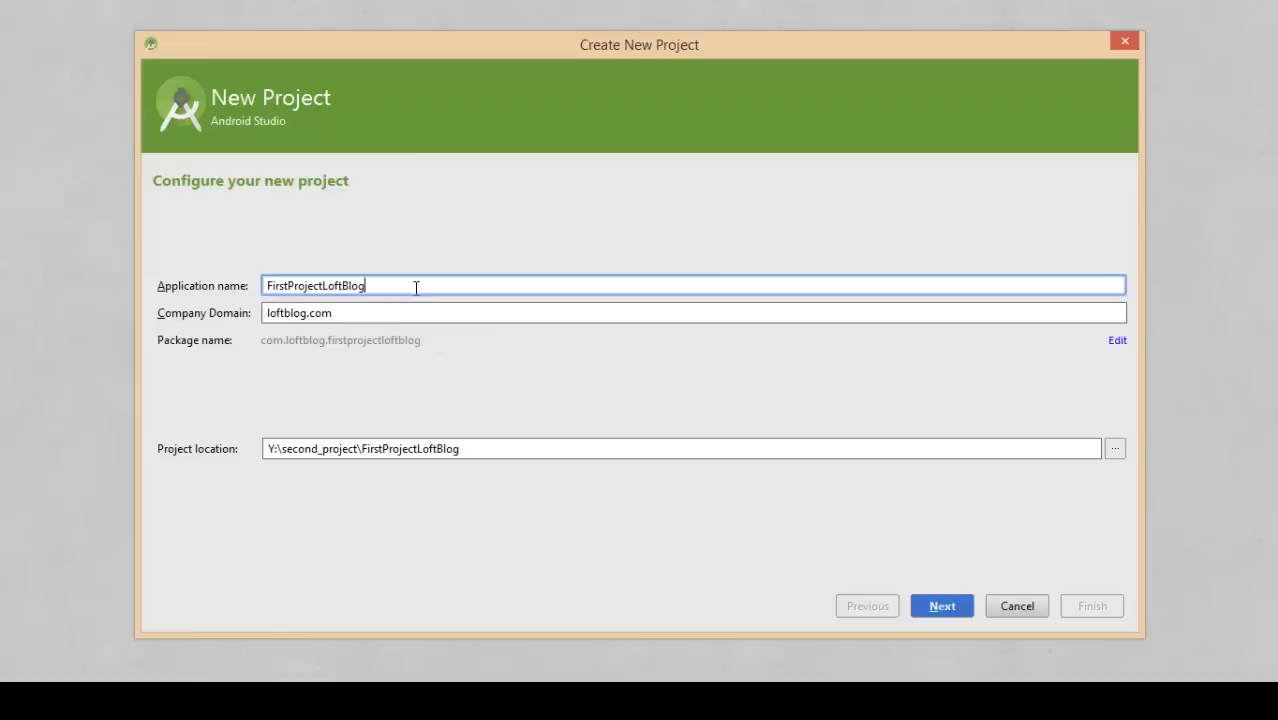 Create New Project
New Project
Android Studio
Configure your new project
Application name: FirstProjectLoftBlog
Company Domain: loftblog.com
Package name: com.loftblog.firstprojectloftblog Edit
Project location: Y:\second_project\FirstProjectLoftBlog ...
Previous Next Cancel Finish